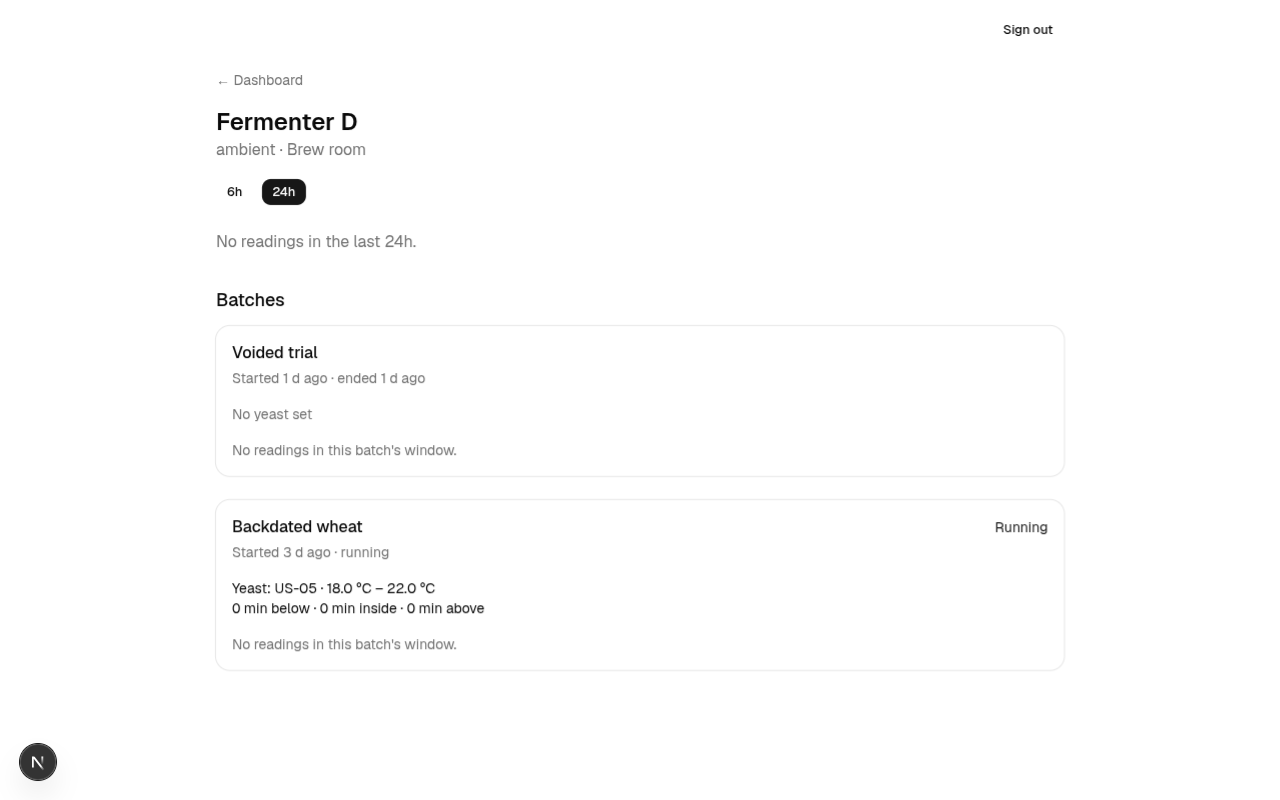 Sign out
← Dashboard
Fermenter D
ambient · Brew room
6h 24h
No readings in the last 24h.
Batches
Voided trial
Started 1 d ago · ended 1 d ago
No yeast set
No readings in this batch's window.
Backdated wheat Running
Started 3 d ago · running
Yeast: US-05 · 18.0 °C – 22.0 °C
0 min below · 0 min inside · 0 min above
No readings in this batch's window.
N